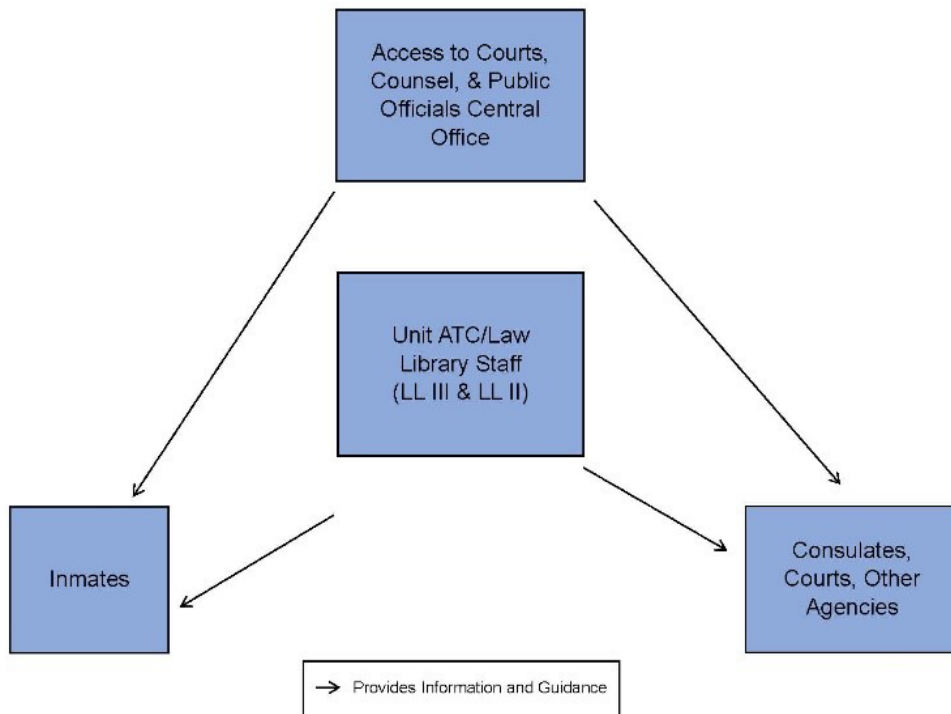 Access to Courts,
Counsel, & Public
Officials Central
Office
Unit ATC/Law
Library Staff
(LL III & LL II)
Inmates
Consulates,
Courts, Other
Agencies
Provides Information and Guidance